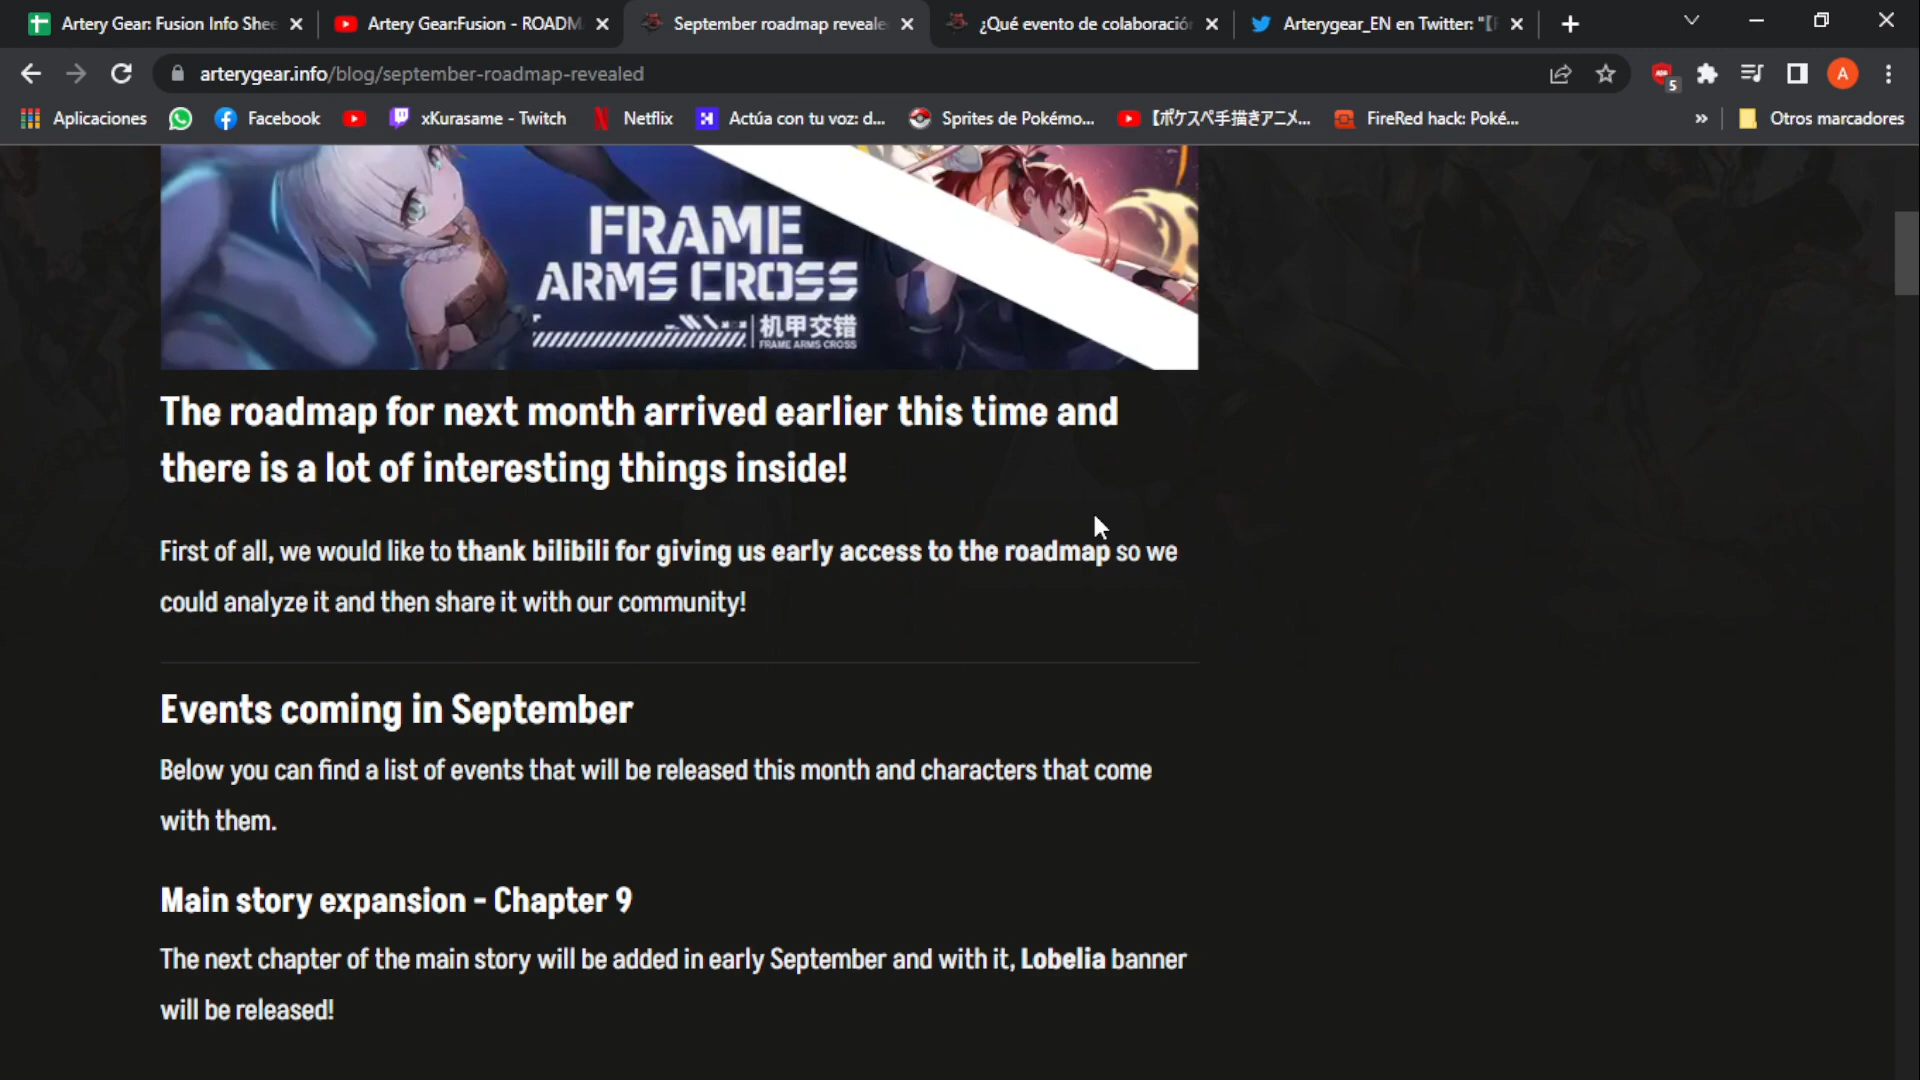 Artery Gear: Fusion Info Shee
Artery Gear:Fusion - ROADM
September roadmap reveale
¿Qué evento de colaboració
Arterygear_EN en Twitter: "【F
arterygear.info/blog/september-roadmap-revealed
5
A
Aplicaciones
Facebook
xKurasame - Twitch
Netflix
Actúa con tu voz: d...
Sprites de Pokémo...
【ポケスペ手描きアニメ...
FireRed hack: Poké...
»
Otros marcadores
FRAME
ARMS CROSS
机甲交错
FRAME ARMS CROSS
The roadmap for next month arrived earlier this time and
there is a lot of interesting things inside!
First of all, we would like to thank bilibili for giving us early access to the roadmap so we
could analyze it and then share it with our community!
Events coming in September
Below you can find a list of events that will be released this month and characters that come
with them.
Main story expansion - Chapter 9
The next chapter of the main story will be added in early September and with it, Lobelia banner
will be released!